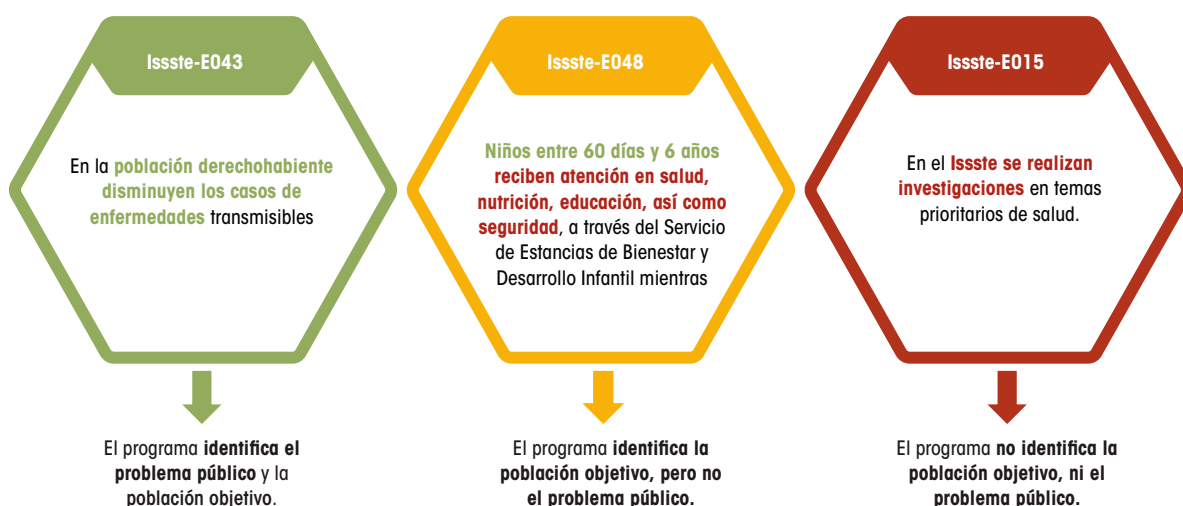 Issste-E043
En la población derechohabiente
disminuyen los casos de
enfermedades transmisibles
El programa identifica el
problema público y la
población objetivo.
Issste-E048
Niños entre 60 días y 6 años
reciben atención en salud,
nutrición, educación, así como
seguridad, a través del Servicio
de Estancias de Bienestar y
Desarrollo Infantil mientras
El programa identifica la
población objetivo, pero no
el problema público.
Issste-E015
En el Issste se realizan
investigaciones en temas
prioritarios de salud.
El programa no identifica la
población objetivo, ni el
problema público.